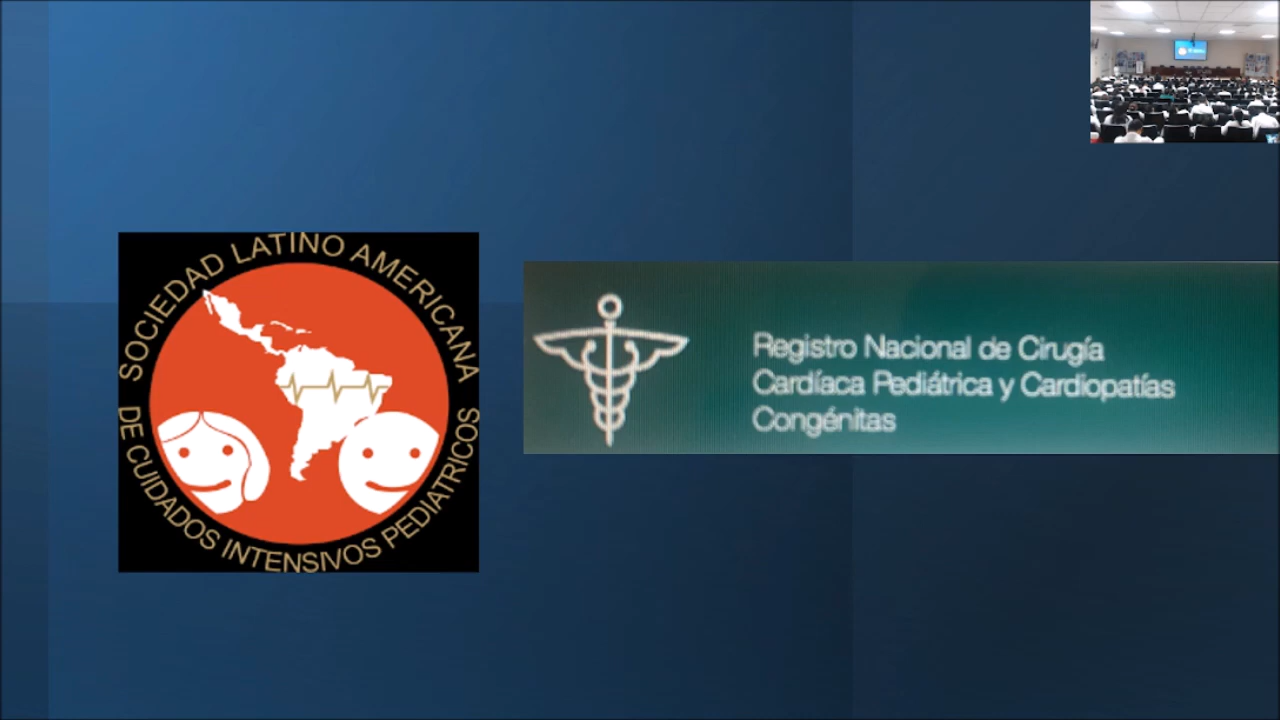 SOCIEDAD LATINO AMERICANA
DE CUIDADOS INTENSIVOS PEDIATRICOS
Registro Nacional de Cirugía
Cardíaca Pediátrica y Cardiopatías
Congénitas